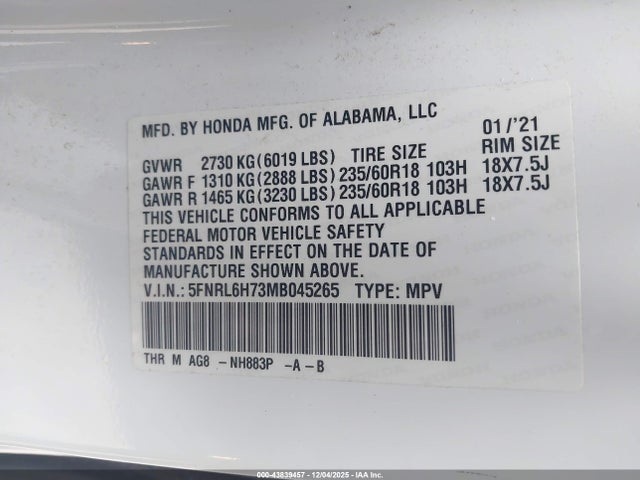 MFD. BY HONDA MFG. OF ALABAMA, LLC 01/'21
GVWR 2730 KG(6019 LBS) TIRE SIZE RIM SIZE
GAWR F 1310 KG(2888 LBS) 235/60R18 103H 18X7.5J
GAWR R 1465 KG(3230 LBS) 235/60R18 103H 18X7.5J
THIS VEHICLE CONFORMS TO ALL APPLICABLE
FEDERAL MOTOR VEHICLE SAFETY
STANDARDS IN EFFECT ON THE DATE OF
MANUFACTURE SHOWN ABOVE.
V.I.N.: 5FNRL6H73MB045265 TYPE: MPV
THR M AG8 -NH883P -A-B
000-43839457 - 12/04/2025 - IAA Inc.